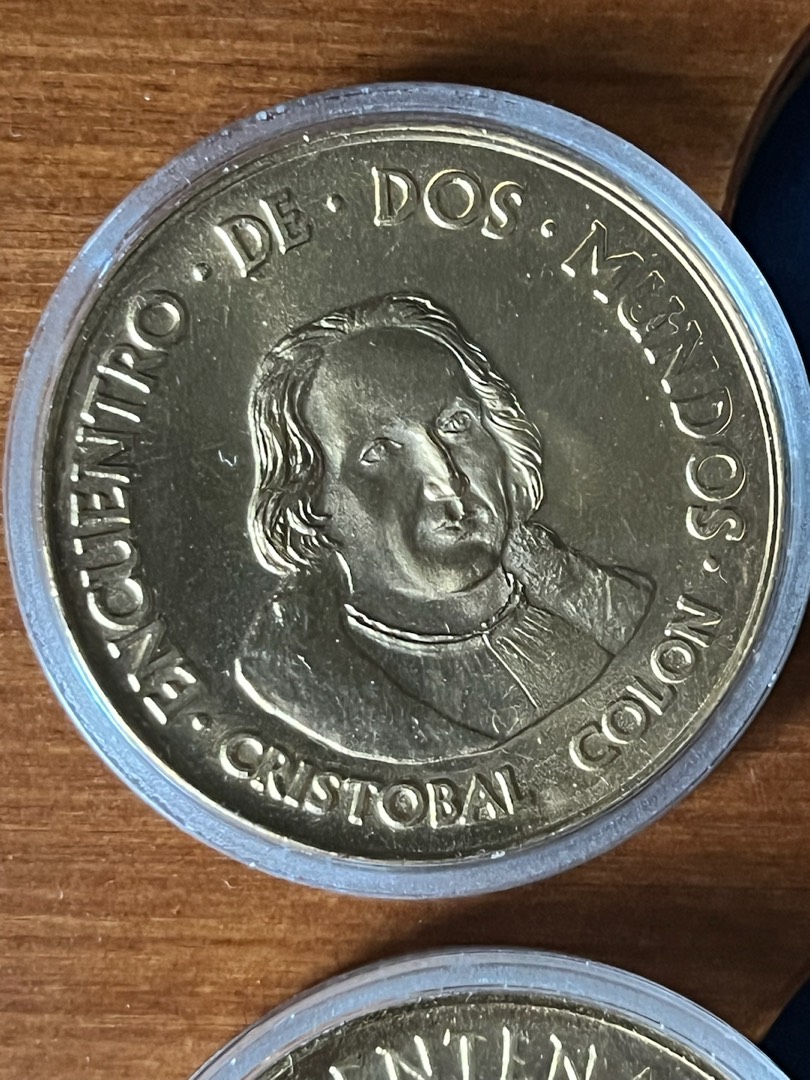 ENCUENTRO · DE · DOS · MUNDOS ·
CRISTOBAL COLON ·